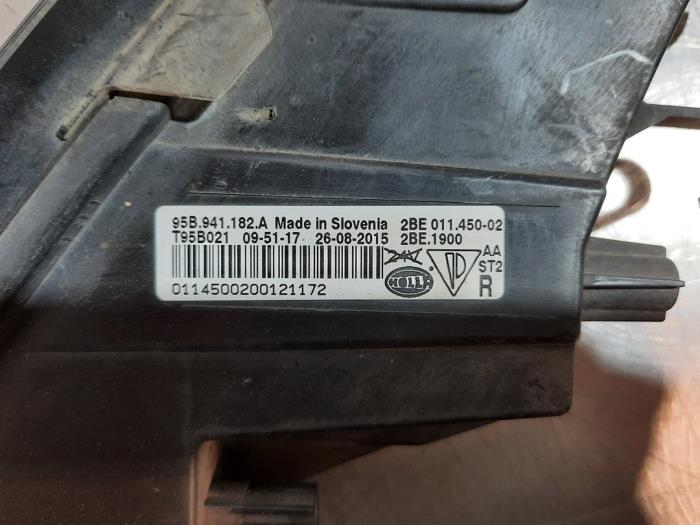 95B.941.182.A Made in Slovenia 2BE 011.450-02
T95B021 09-51-17 26-08-2015 2BE.1900
24V
HELLA
AA
ST2
R
0114500200121172